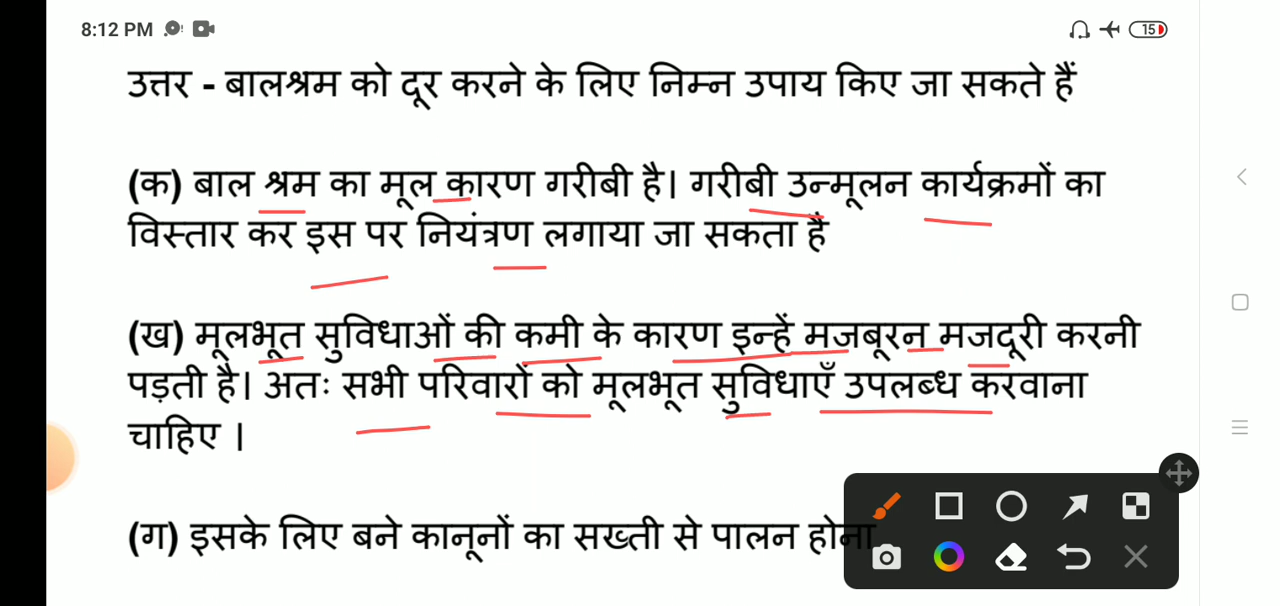 8:12 PM
15
उत्तर - बालश्रम को दूर करने के लिए निम्न उपाय किए जा सकते हैं
(क) बाल श्रम का मूल कारण गरीबी है। गरीबी उन्मूलन कार्यक्रमों का
विस्तार कर इस पर नियंत्रण लगाया जा सकता है
(ख) मूलभूत सुविधाओं की कमी के कारण इन्हें मजबूरन मजदूरी करनी
पड़ती है। अतः सभी परिवारों को मूलभूत सुविधाएँ उपलब्ध करवाना
चाहिए ।
(ग) इसके लिए बने कानूनों का सख्ती से पालन होना